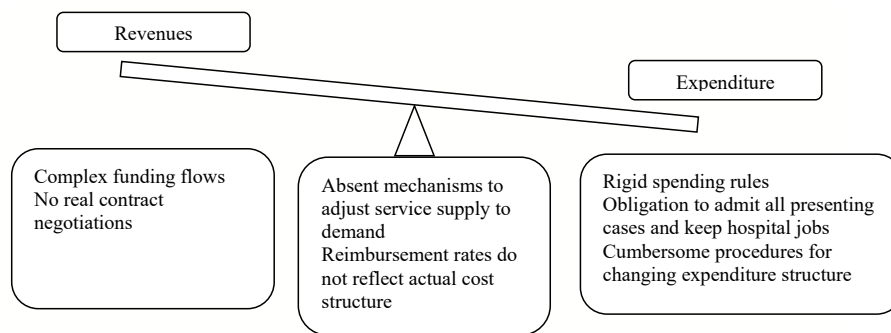 Revenues
Expenditure
Complex funding flows
No real contract
negotiations
Absent mechanisms to
adjust service supply to
demand
Reimbursement rates do
not reflect actual cost
structure
Rigid spending rules
Obligation to admit all presenting
cases and keep hospital jobs
Cumbersome procedures for
changing expenditure structure